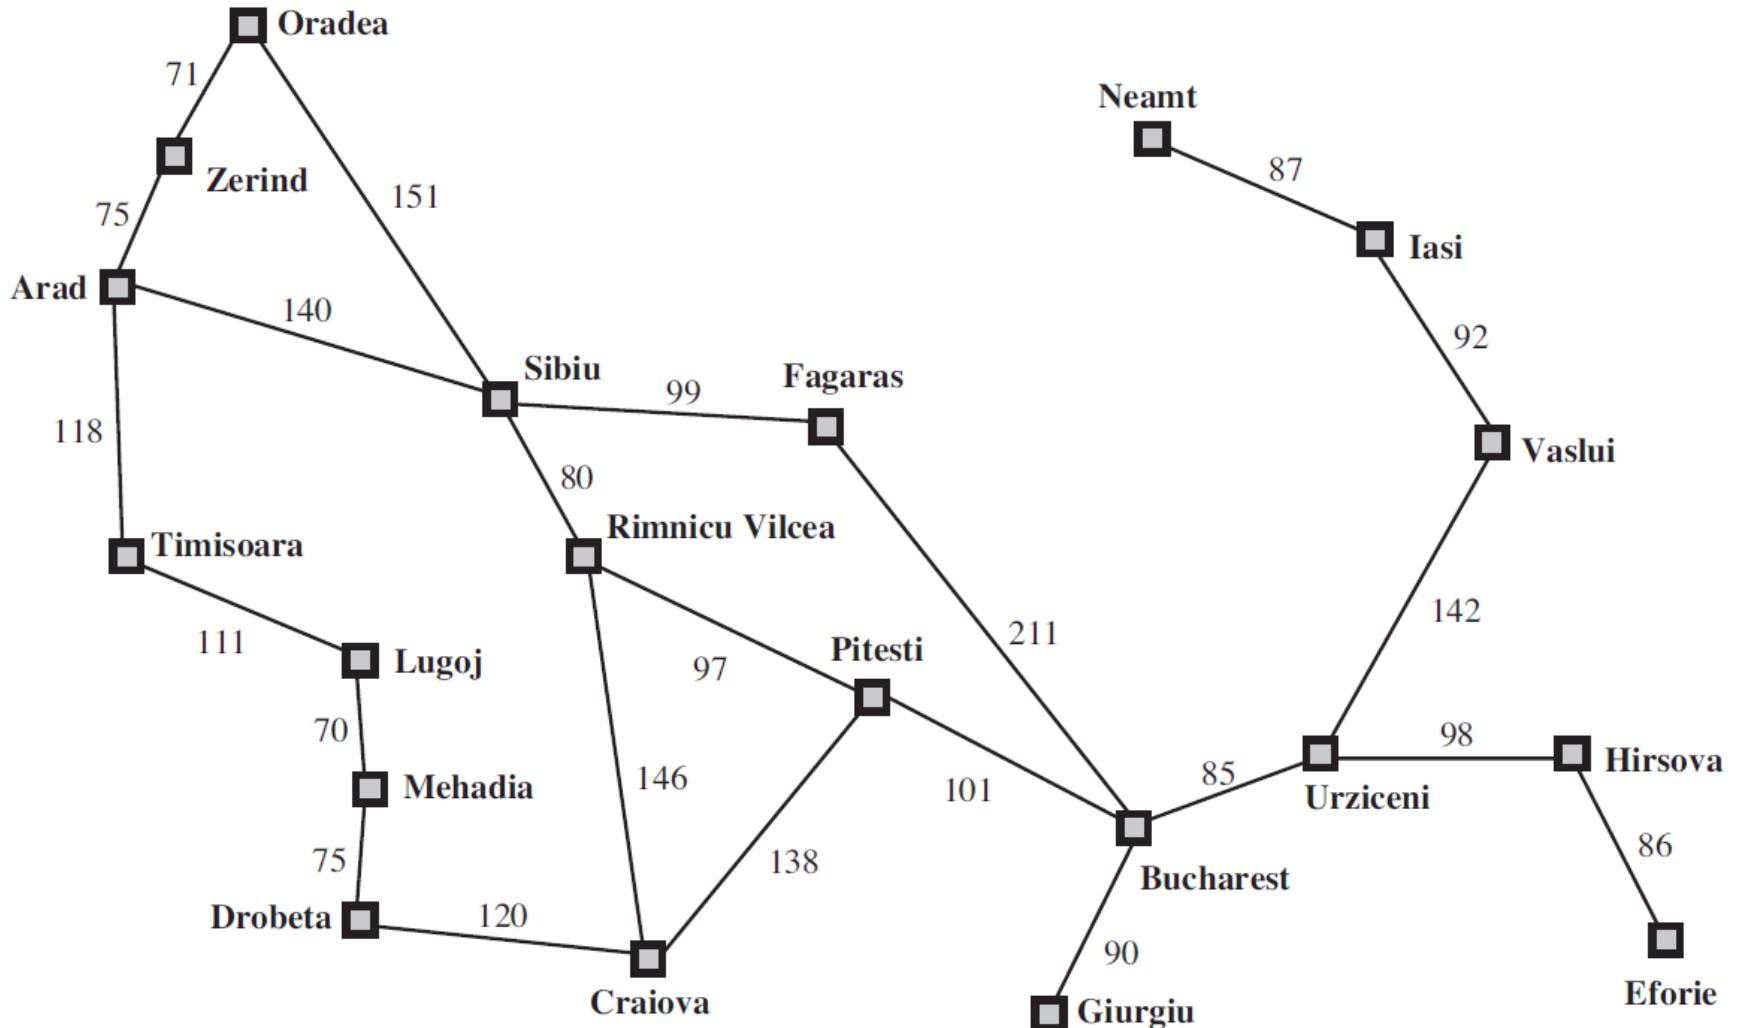 Oradea
71
Neamt
Zerind
87
151
75
Iasi
Arad
140
92
Sibiu
Fagaras
99
118
Vaslui
80
Rimnicu Vilcea
Timisoara
142
211
111
Pitesti
Lugoj
97
70
98
Hirsova
146
85
Mehadia
101
Urziceni
86
75
138
Bucharest
Drobeta
120
90
Craiova
Eforie
Giurgiu